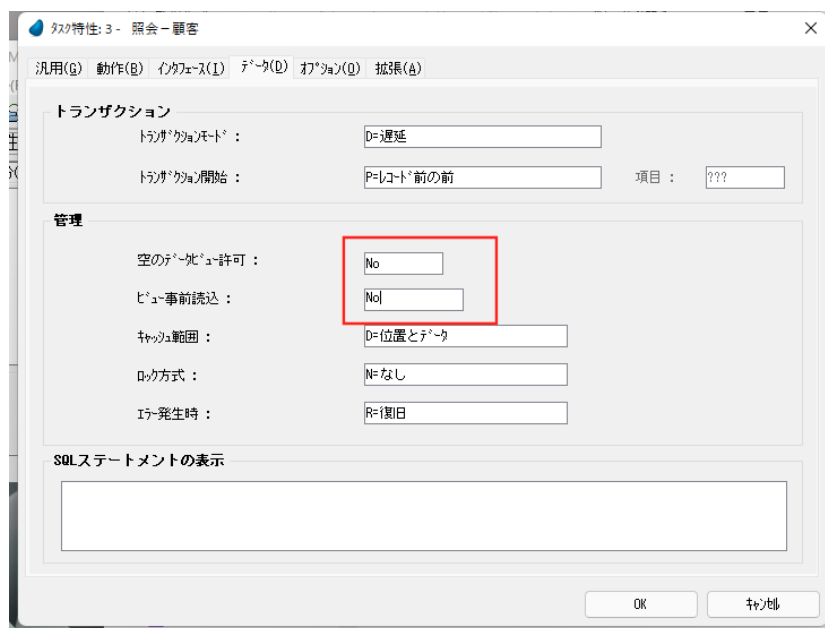 ﾀｽｸ特性: 3 - 照会－顧客
汎用(G) 動作(B) ｲﾝﾀﾌｪｰｽ(I) ﾃﾞｰﾀ(D) ｵﾌﾟｼｮﾝ(O) 拡張(A)
トランザクション
ﾄﾗﾝｻﾞｸｼｮﾝﾓｰﾄﾞ : D=遅延
ﾄﾗﾝｻﾞｸｼｮﾝ開始 : P=ﾚｺｰﾄﾞ前の前 項目 : ???
管理
空のﾃﾞｰﾀﾋﾞｭｰ許可 : No
ﾋﾞｭｰ事前読込 : No
ｷｬｯｼｭ範囲 : D=位置とﾃﾞｰﾀ
ﾛｯｸ方式 : N=なし
ｴﾗｰ発生時 : R=復旧
SQLステートメントの表示
OK ｷｬﾝｾﾙ